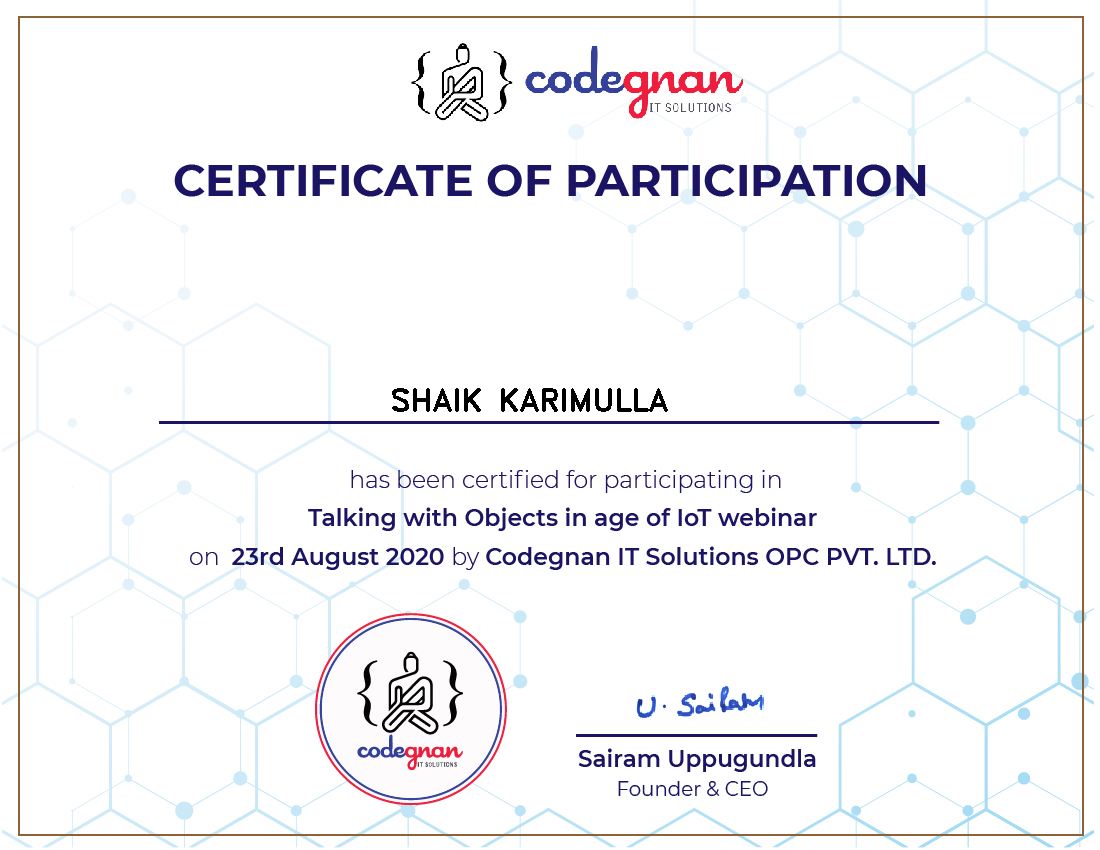 codegnan
IT SOLUTIONS
CERTIFICATE OF PARTICIPATION
SHAIK KARIMULLA
has been certified for participating in
Talking with Objects in age of IoT webinar
on 23rd August 2020 by Codegnan IT Solutions OPC PVT. LTD.
codegnan
IT SOLUTIONS
U. Sairam
Sairam Uppugundla
Founder & CEO